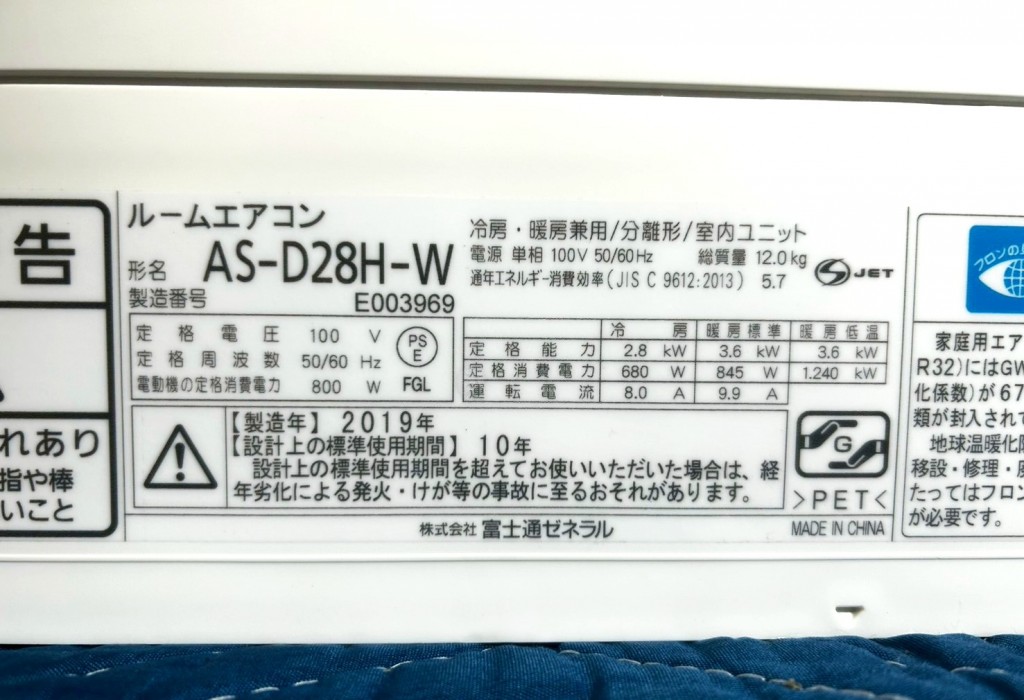 告
れあり
指や棒
いこと
ルームエアコン
形名 AS-D28H-W
製造番号 E003969
冷房・暖房兼用/分離形/室内ユニット
電源 単相 100V 50/60Hz 総質量 12.0kg
通年エネルギー消費効率(JIS C 9612:2013) 5.7
JET
定格電圧 100 V
定格周波数 50/60 Hz
電動機の定格消費電力 800 W
PS
E
FGL
冷房 暖房標準 暖房低温
定格能力 2.8 kW 3.6 kW 3.6 kW
定格消費電力 680 W 845 W 1.240 kW
運転電流 8.0 A 9.9 A
【製造年】 2019年
【設計上の標準使用期間】 10年
設計上の標準使用期間を超えてお使いいただいた場合は、経
年劣化による発火・けが等の事故に至るおそれがあります。
G
>PET<
株式会社 富士通ゼネラル
MADE IN CHINA
フロンの
家庭用エア
R32)にはGW
化係数)が67
類が封入されて
地球温暖化
移設・修理・
たってはフロン
が必要です。